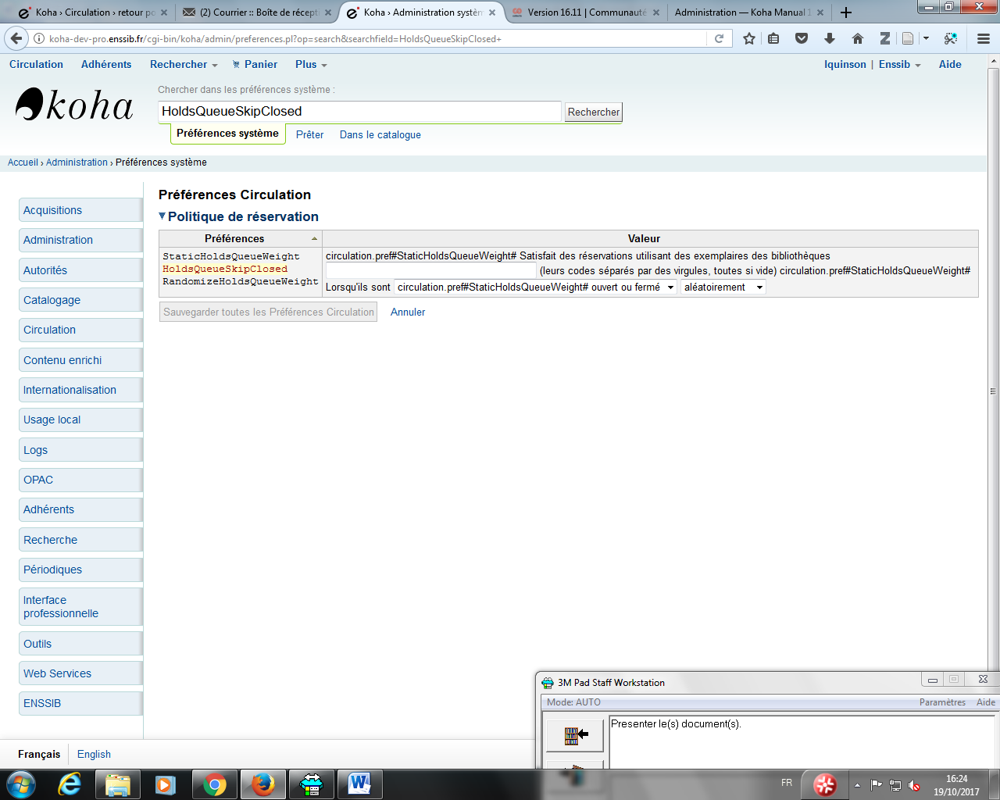 Koha › Circulation › retour po
(2) Courrier :: Boîte de récept
Koha › Administration systèm
Version 16.11 | Communauté
Administration — Koha Manual 1
koha-dev-pro.enssib.fr/cgi-bin/koha/admin/preferences.pl?op=search&searchfield=HoldsQueueSkipClosed+
Circulation Adhérents Rechercher Panier Plus lquinson | Enssib Aide
koha
Chercher dans les préférences système :
HoldsQueueSkipClosed
Rechercher
Préférences système Prêter Dans le catalogue
Accueil › Administration › Préférences système
Acquisitions
Administration
Autorités
Catalogage
Circulation
Contenu enrichi
Internationalisation
Usage local
Logs
OPAC
Adhérents
Recherche
Périodiques
Interface
professionnelle
Outils
Web Services
ENSSIB
Préférences Circulation
Politique de réservation
Préférences Valeur
StaticHoldsQueueWeight
HoldsQueueSkipClosed
RandomizeHoldsQueueWeight
circulation.pref#StaticHoldsQueueWeight# Satisfait des réservations utilisant des exemplaires des bibliothèques
(leurs codes séparés par des virgules, toutes si vide) circulation.pref#StaticHoldsQueueWeight#
Lorsqu'ils sont circulation.pref#StaticHoldsQueueWeight# ouvert ou fermé aléatoirement
Sauvegarder toutes les Préférences Circulation Annuler
3M Pad Staff Workstation
Mode: AUTO Paramètres Aide
Presenter le(s) document(s).
Français English
FR
16:24
19/10/2017